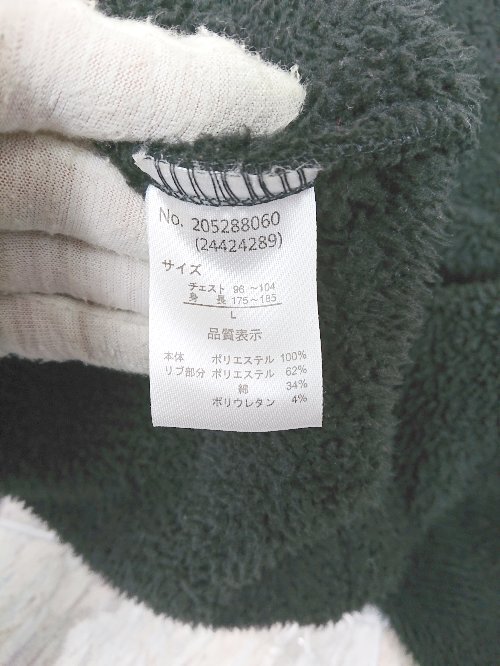 No. 205288060
(24424289)
サイズ
チェスト 96 ～104
身 長 175～185
L
品質表示
本体 ポリエステル 100%
リブ部分 ポリエステル 62%
綿 34%
ポリウレタン 4%